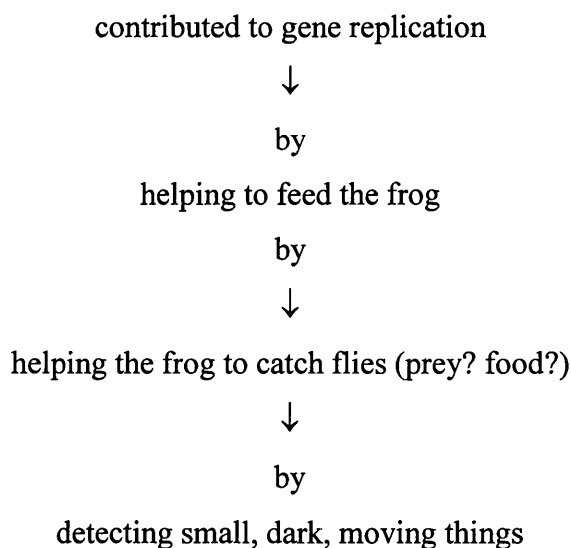 contributed to gene replication
↓
by
helping to feed the frog
by
↓
helping the frog to catch flies (prey? food?)
↓
by
detecting small, dark, moving things